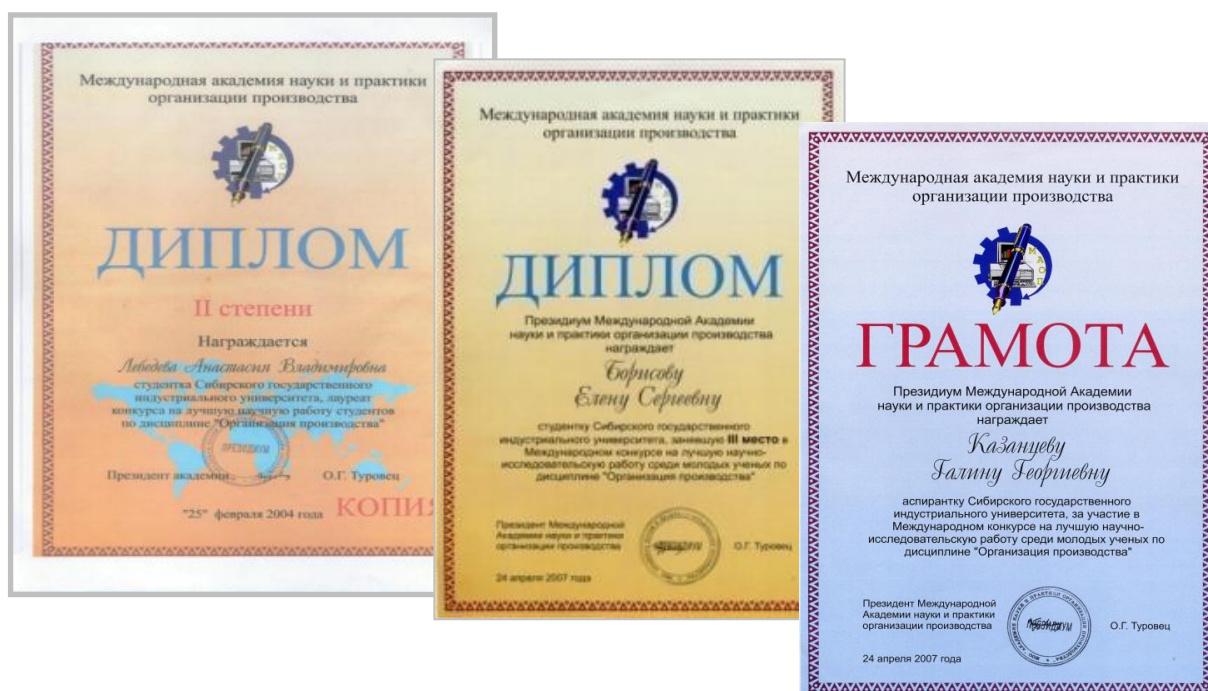 Международная академия науки и практики
организации производства
ДИПЛОМ
II степени
Награждается
Лебедева Анастасия Владимировна
студентка Сибирского государственного
индустриального университета, лауреат
конкурса на лучшую научную работу студентов
по дисциплине "Организация производства"
ПРЕЗИДИУМ
Президент академии О.Г. Туровец
"25" февраля 2004 года
КОПИЯ
Международная академия науки и практики
организации производства
ДИПЛОМ
Президиум Международной Академии
науки и практики организации производства
награждает
Борисову
Елену Сергеевну
студентку Сибирского государственного
индустриального университета, занявшую III место в
Международном конкурсе на лучшую научно-
исследовательскую работу среди молодых ученых по
дисциплине "Организация производства"
Президент Международной
Академии науки и практики
организации производства О.Г. Туровец
24 апреля 2007 года
Международная академия науки и практики
организации производства
МАОП
ГРАМОТА
Президиум Международной Академии
науки и практики организации производства
награждает
Казанцеву
Галину Георгиевну
аспирантку Сибирского государственного
индустриального университета, за участие в
Международном конкурсе на лучшую научно-
исследовательскую работу среди молодых ученых по
дисциплине "Организация производства"
Президент Международной
Академии науки и практики
организации производства О.Г. Туровец
ПРЕЗИДИУМ
24 апреля 2007 года